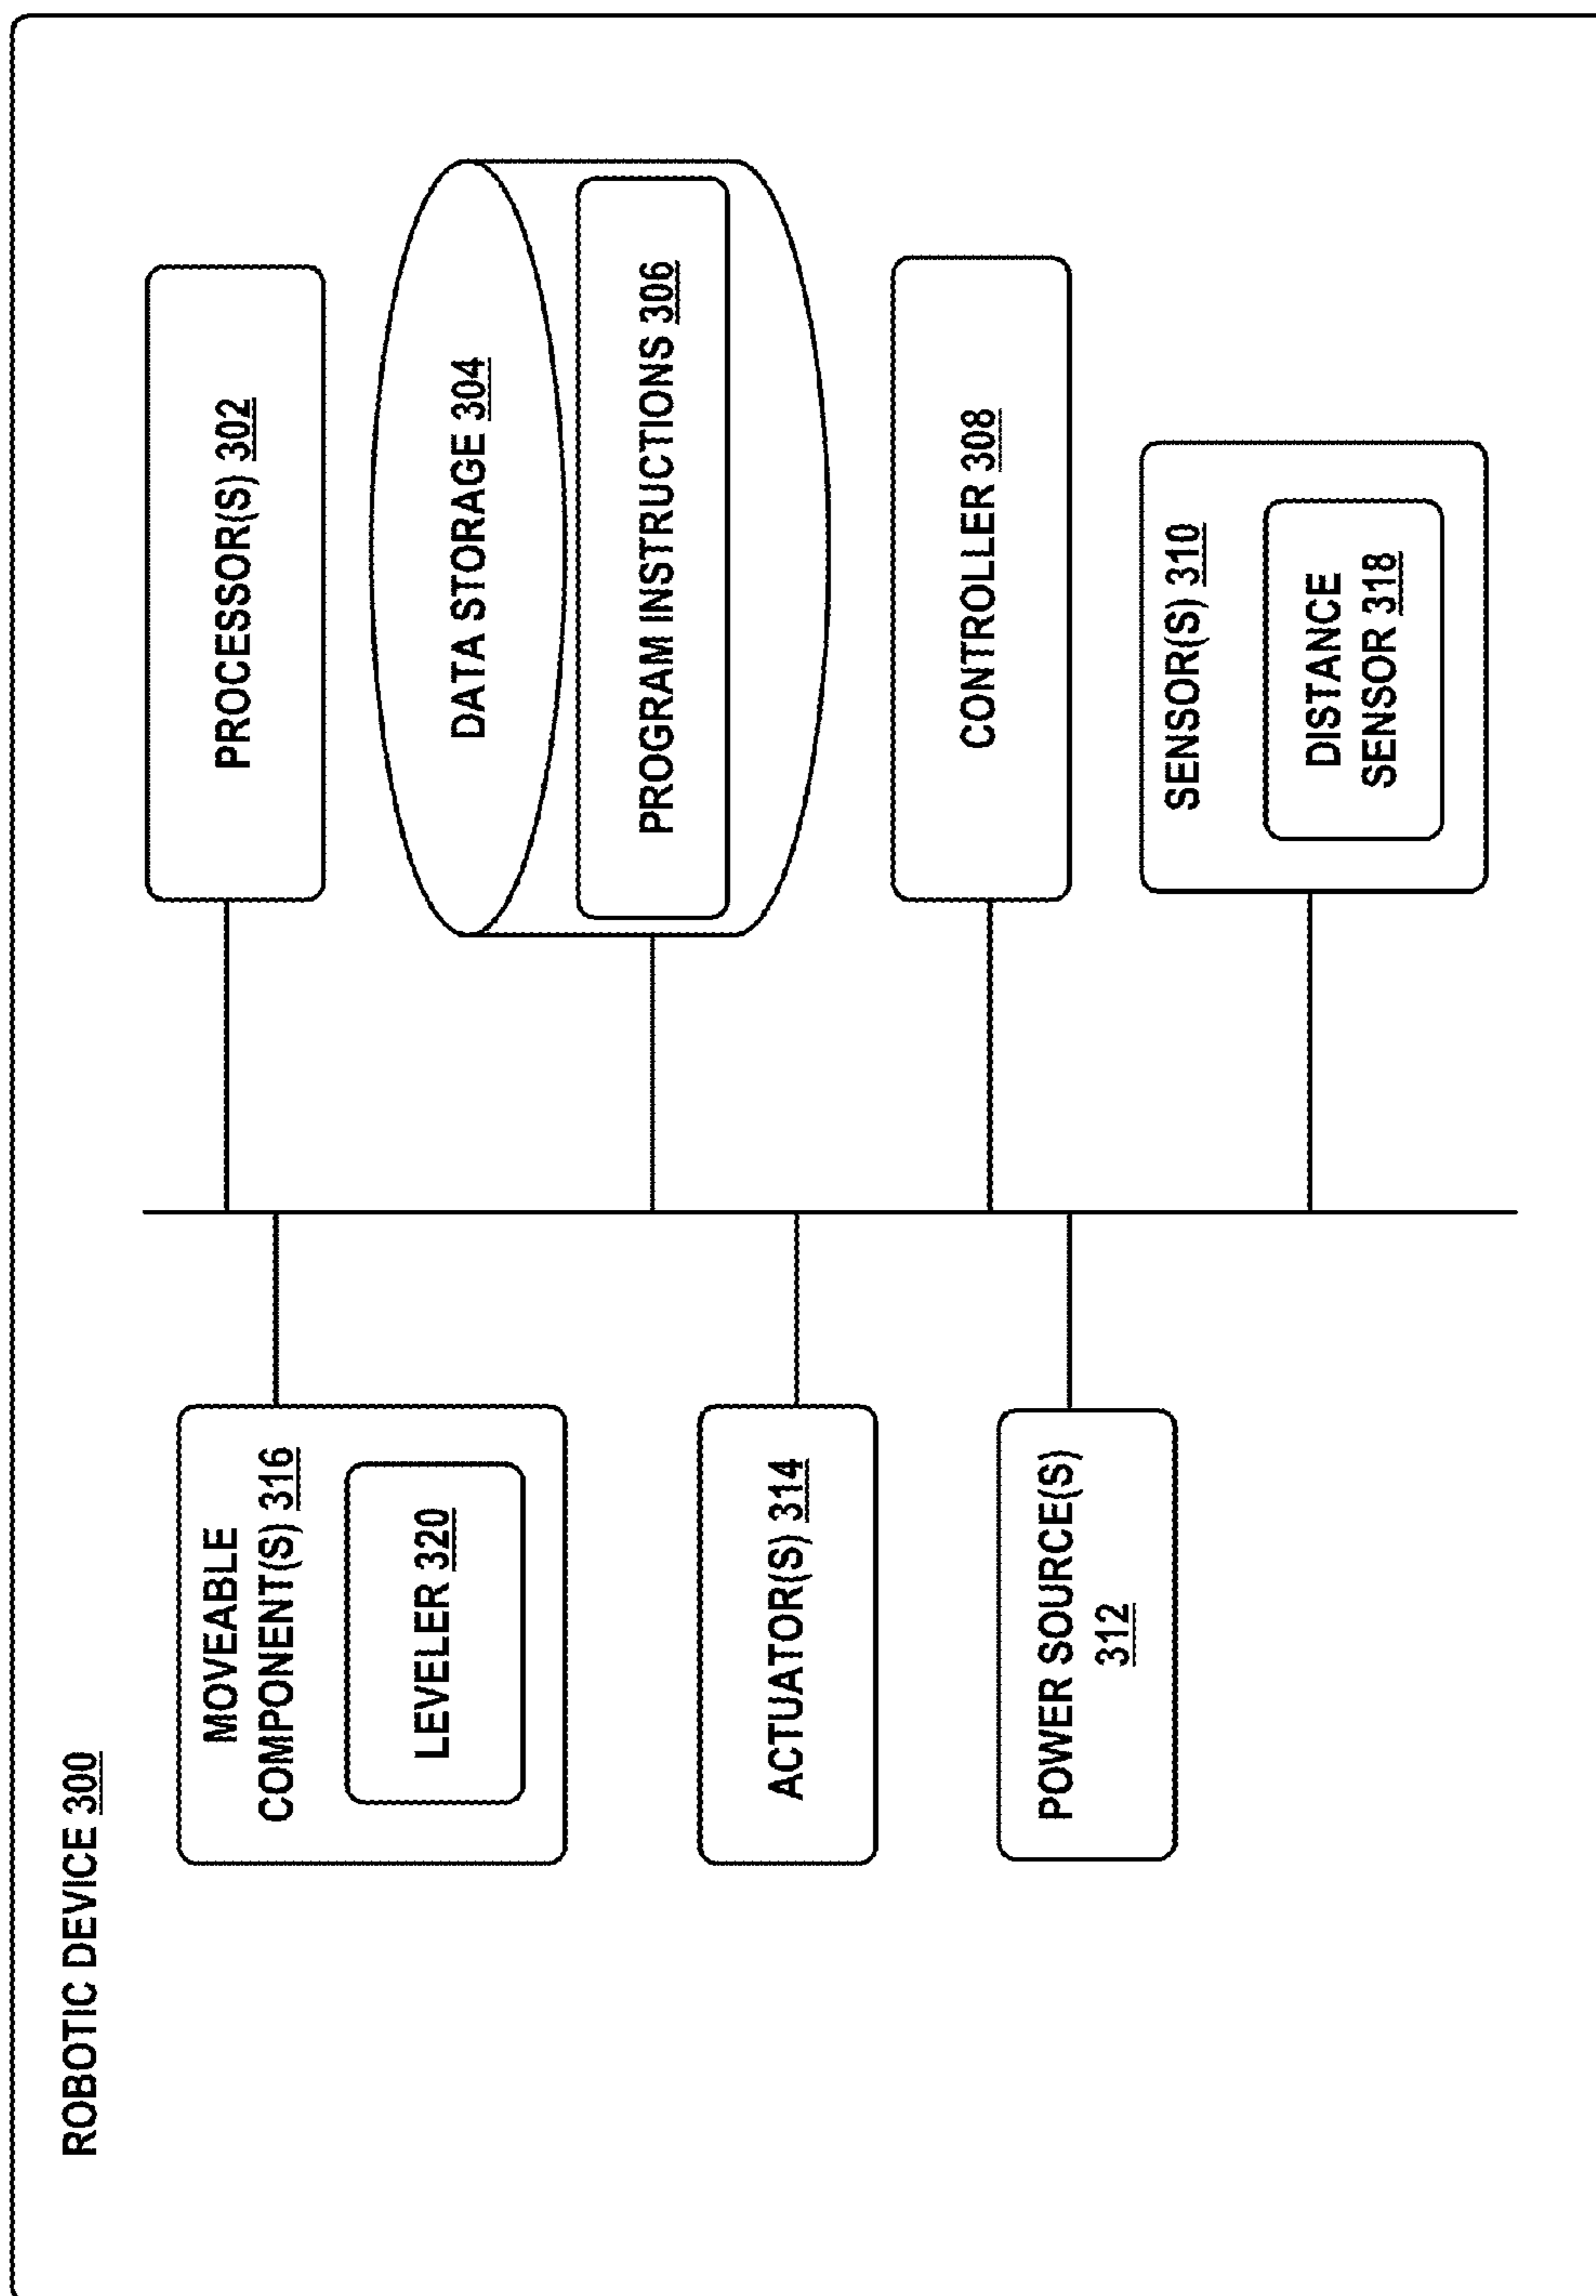 ROBOTIC DEVICE 300
MOVEABLE
COMPONENT(S) 316
LEVELER 320
ACTUATOR(S) 314
POWER SOURCE(S)
312
PROCESSOR(S) 302
DATA STORAGE 304
PROGRAM INSTRUCTIONS 306
CONTROLLER 308
SENSOR(S) 310
DISTANCE
SENSOR 318